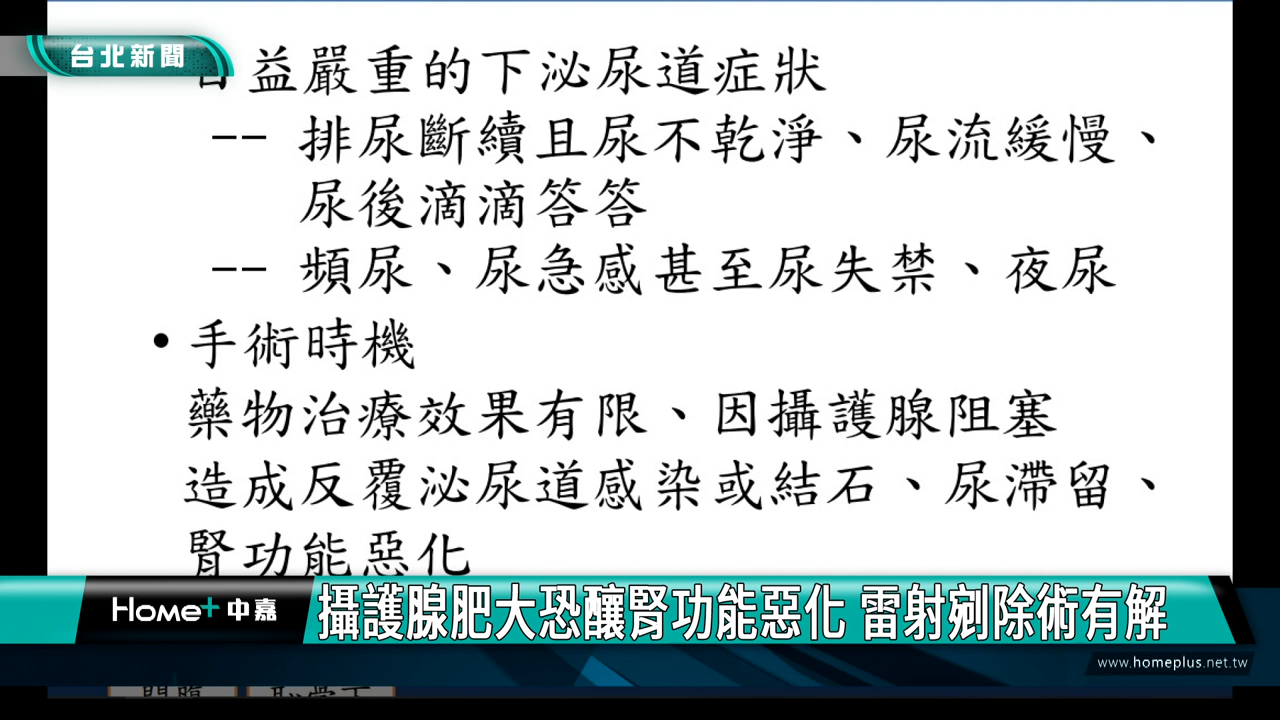 台北新聞
日益嚴重的下泌尿道症狀
-- 排尿斷續且尿不乾淨、尿流緩慢、
尿後滴滴答答
-- 頻尿、尿急感甚至尿失禁、夜尿
• 手術時機
藥物治療效果有限、因攝護腺阻塞
造成反覆泌尿道感染或結石、尿滯留、
腎功能惡化
Home+中嘉
攝護腺肥大恐釀腎功能惡化 雷射剜除術有解
www.homeplus.net.tw